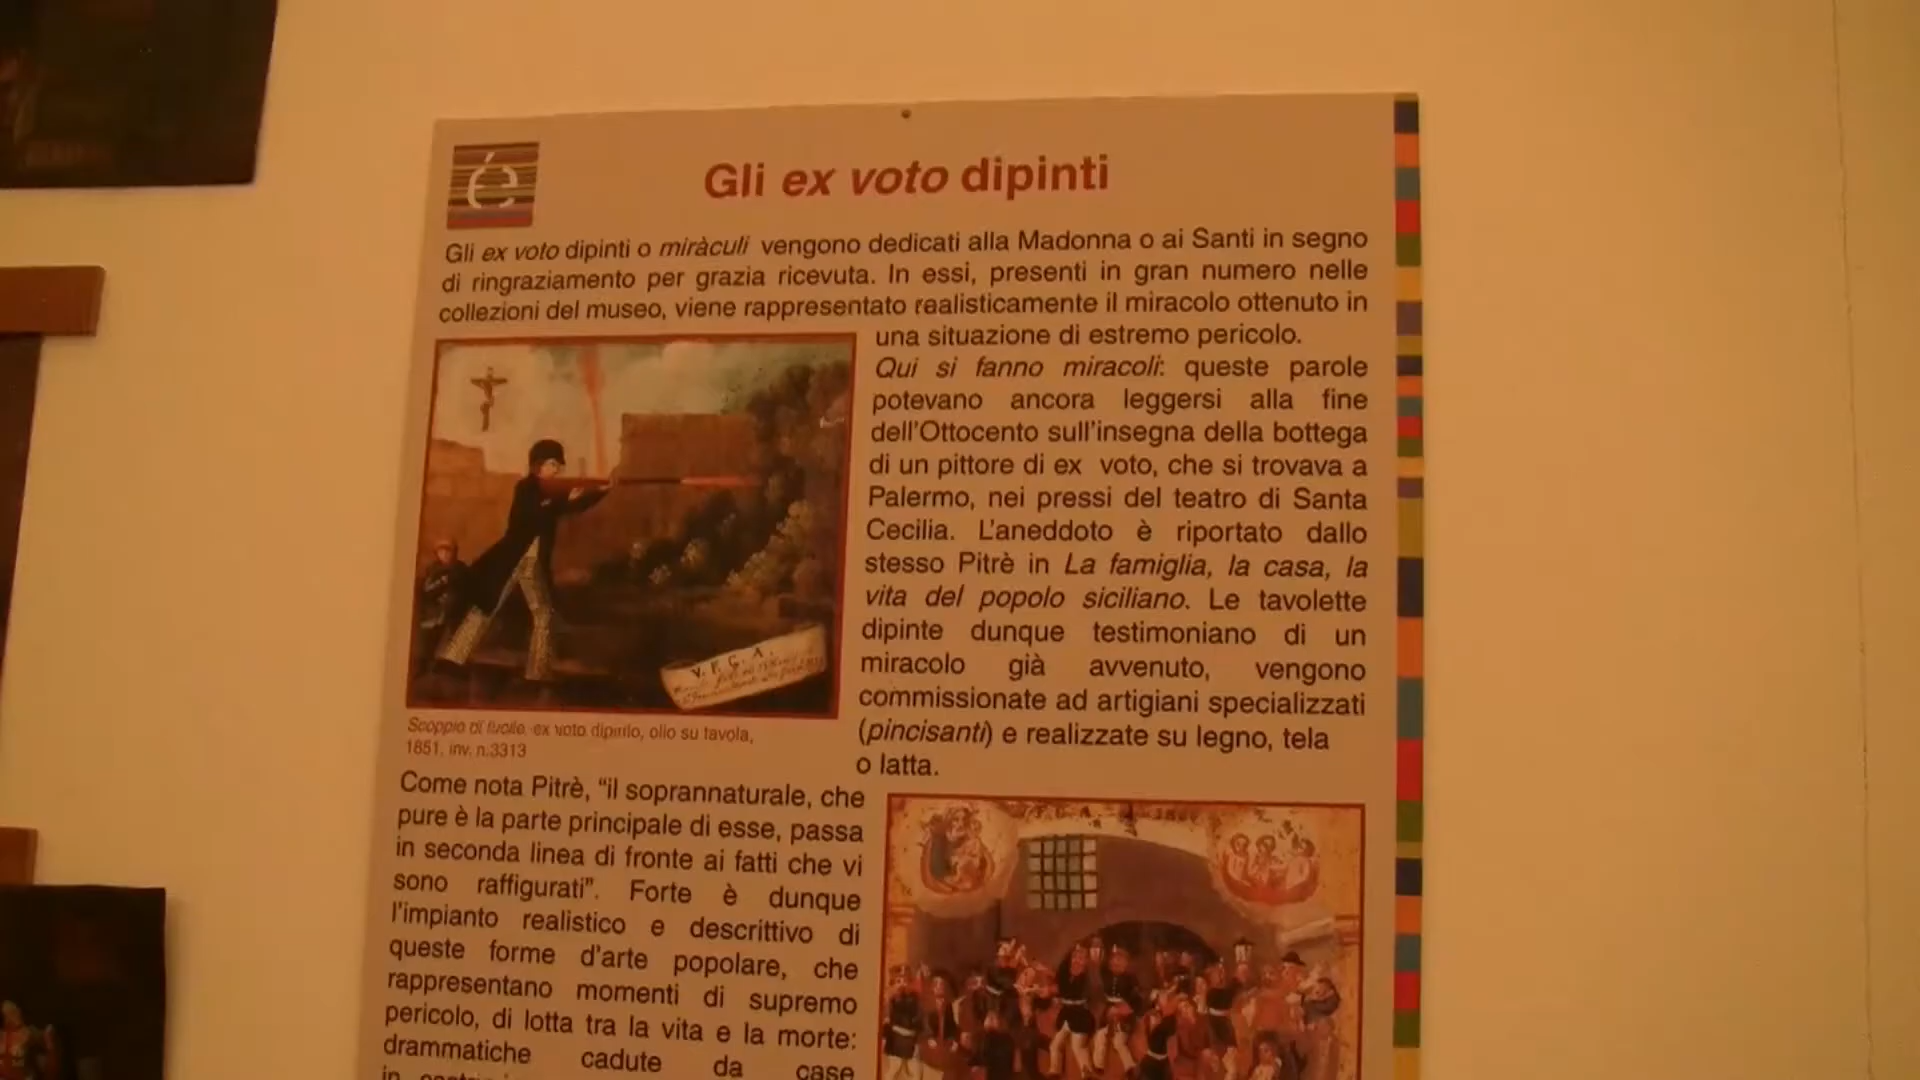 é
Gli ex voto dipinti
Gli ex voto dipinti o miràculi vengono dedicati alla Madonna o ai Santi in segno
di ringraziamento per grazia ricevuta. In essi, presenti in gran numero nelle
collezioni del museo, viene rappresentato realisticamente il miracolo ottenuto in
una situazione di estremo pericolo.
Qui si fanno miracoli: queste parole
potevano ancora leggersi alla fine
dell'Ottocento sull'insegna della bottega
di un pittore di ex voto, che si trovava a
Palermo, nei pressi del teatro di Santa
Cecilia. L'aneddoto è riportato dallo
stesso Pitrè in La famiglia, la casa, la
vita del popolo siciliano. Le tavolette
dipinte dunque testimoniano di un
miracolo già avvenuto, vengono
commissionate ad artigiani specializzati
(pincisanti) e realizzate su legno, tela
o latta.
V. F. G. A.
Scoppio di fucile, ex voto dipinto, olio su tavola,
1851, inv. n.3313
Come nota Pitrè, “il soprannaturale, che
pure è la parte principale di esse, passa
in seconda linea di fronte ai fatti che vi
sono raffigurati”. Forte è dunque
l'impianto realistico e descrittivo di
queste forme d'arte popolare, che
rappresentano momenti di supremo
pericolo, di lotta tra la vita e la morte:
drammatiche cadute da case
in